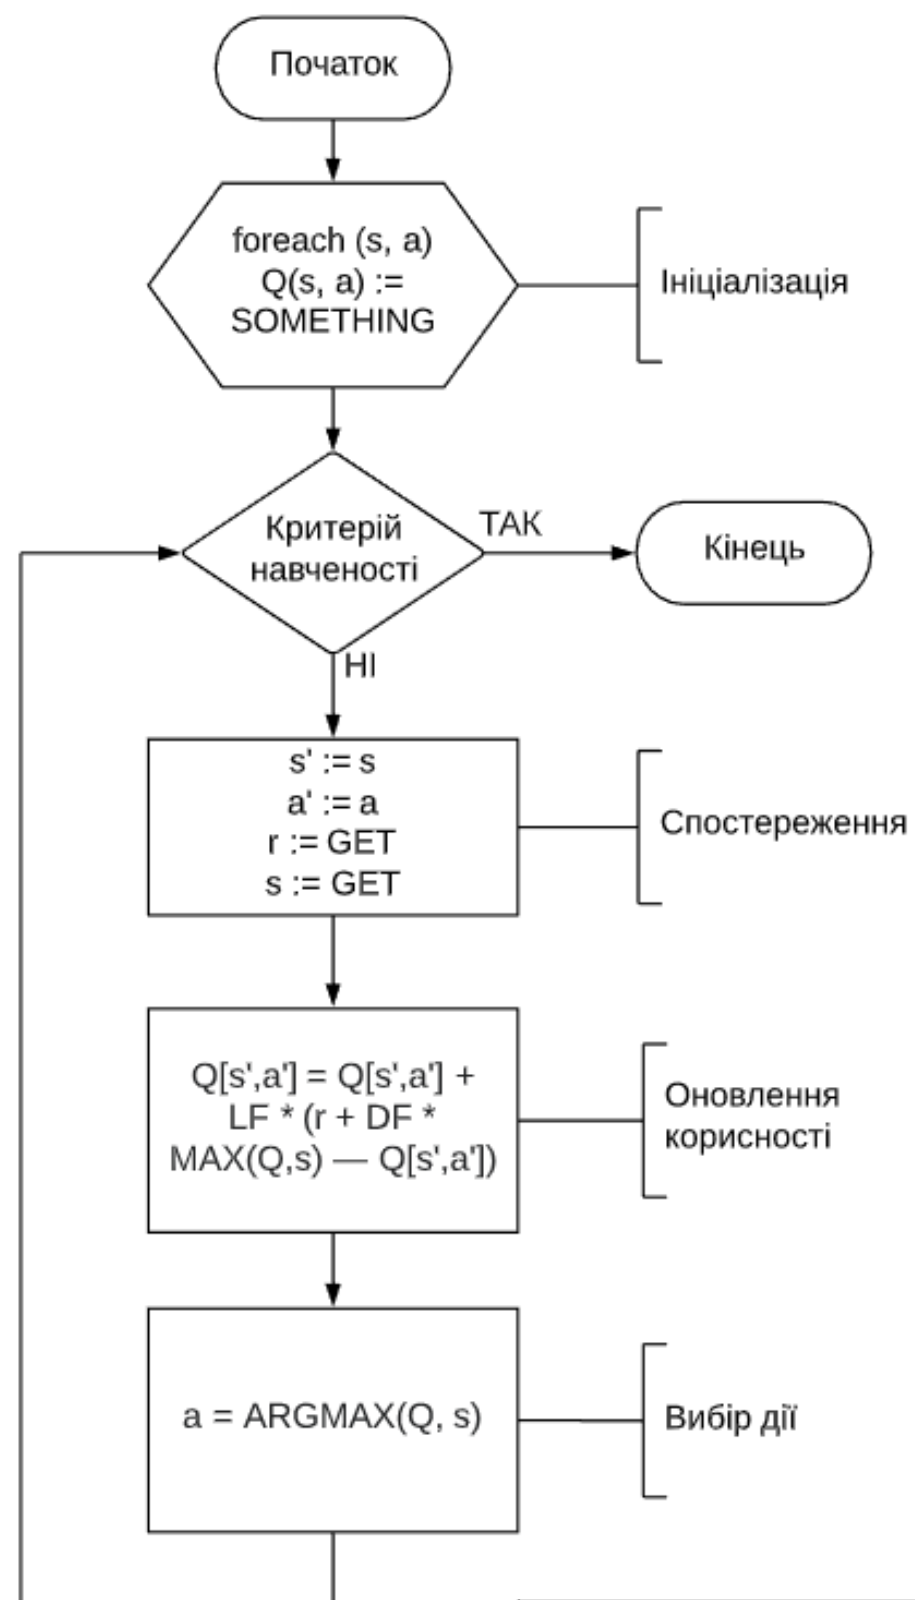 Початок
foreach (s, a)
Q(s, a) :=
SOMETHING
Ініціалізація
Критерій
навченості
ТАК
Кінець
НІ
s' := s
a' := a
r := GET
s := GET
Спостереження
Q[s',a'] = Q[s',a'] +
LF * (r + DF *
MAX(Q,s) — Q[s',a'])
Оновлення
корисності
a = ARGMAX(Q, s)
Вибір дії